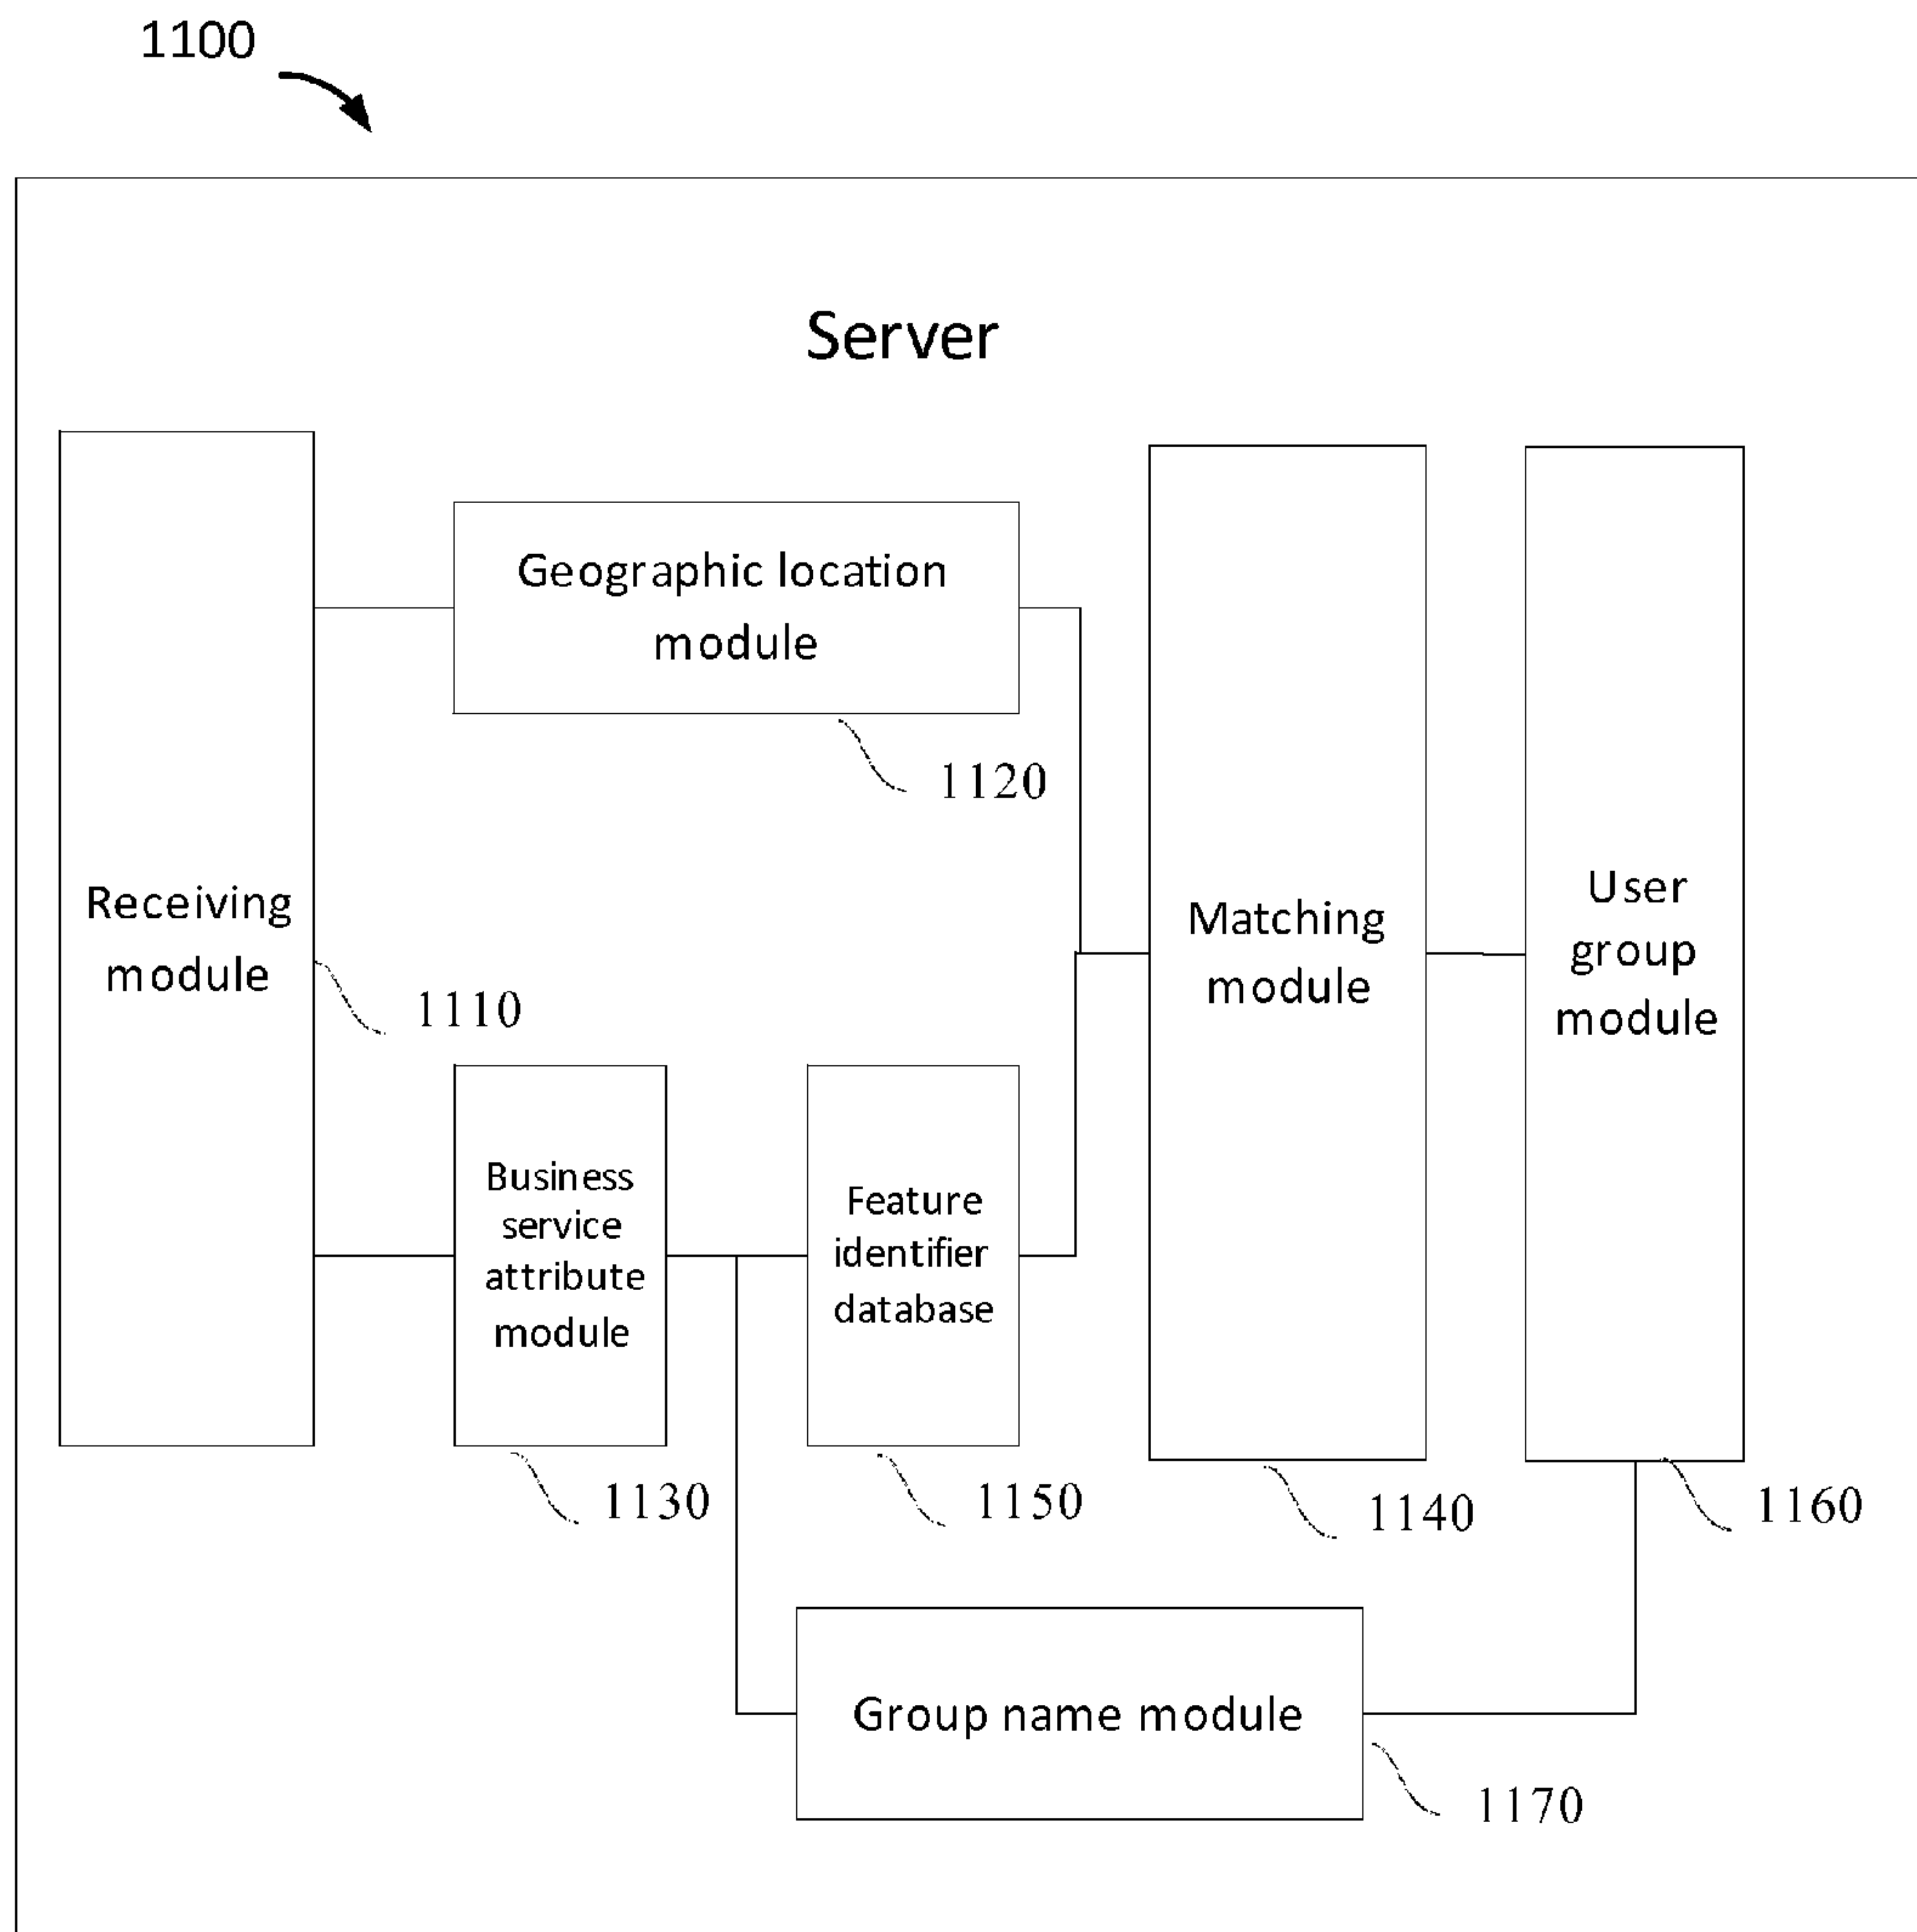 1100
Server
Geographic location
module
1120
Receiving
module
1110
Matching
module
User
group
module
Business
service
attribute
module
Feature
identifier
database
1130
1150
1140
1160
Group name module
1170